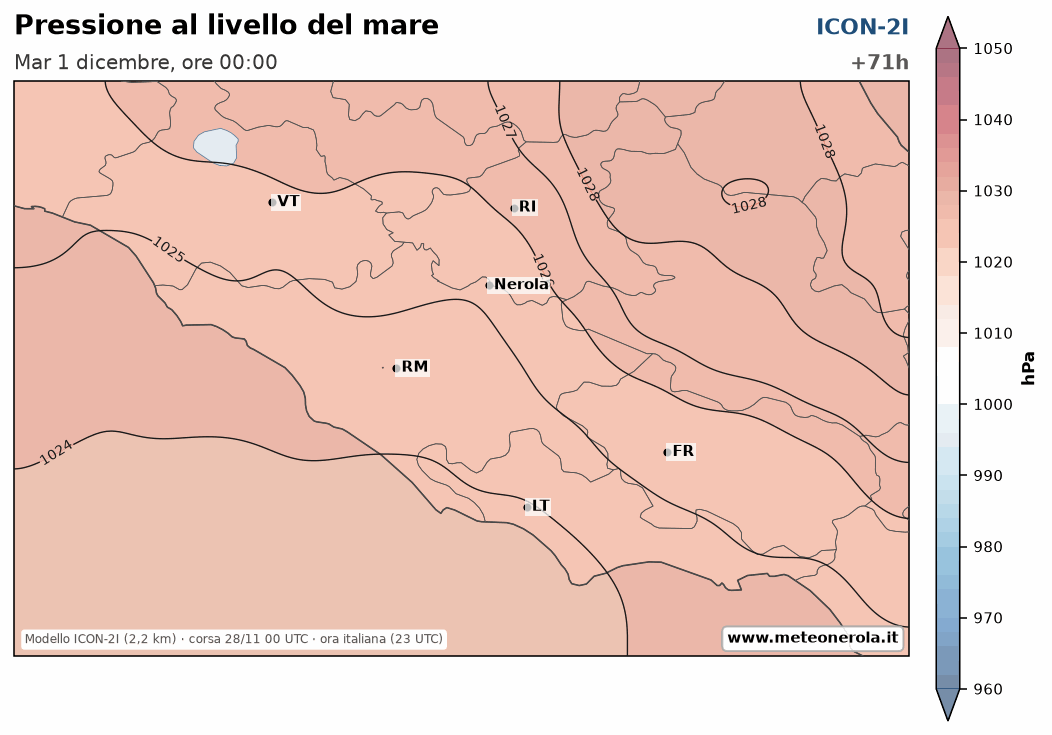 Pressione al livello del mare
ICON-2I
Mar 1 dicembre, ore 00:00
+71h
1050
1040
1030
1020
1010
1000
990
980
970
960
hPa
1027
1028
1028
1028
VT
RI
1025
Nerola
RM
1024
FR
LT
Modello ICON-2I (2,2 km) · corsa 28/11 00 UTC · ora italiana (23 UTC)
www.meteonerola.it